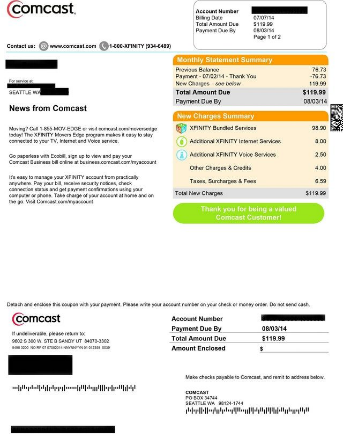 comcast.
Account Number
Billing Date 07/07/14
Total Amount Due $119.99
Payment Due By 08/03/14
Page 1 of 2
Contact us: www.comcast.com 1-800-XFINITY (934-6489)
For service at:
SEATTLE WA
News from Comcast
Moving? Call 1-855-MOV-EDGE or visit comcast.com/moversedge
today! The XFINITY Movers Edge program makes it easy to stay
connected to your TV, Internet and Voice service.
Go paperless with Ecobill, sign up to view and pay your
Comcast Business bill online at business.comcast.com/myaccount
It's easy to manage your XFINITY account from practically
anywhere. Pay your bill, receive security notices, check
connection status and get payment confirmations using your
computer or phone. Take charge of your account at home and on
the go. Visit Comcast.com/myaccount
Monthly Statement Summary
Previous Balance 76.73
Payment - 07/03/14 - Thank You -76.73
New Charges - see below 119.99
Total Amount Due $119.99
Payment Due By 08/03/14
New Charges Summary
XFINITY Bundled Services 98.90
Additional XFINITY Internet Services 8.00
Additional XFINITY Voice Services 2.50
Other Charges & Credits 4.00
Taxes, Surcharges & Fees 6.59
Total New Charges $119.99
Thank you for being a valued
Comcast Customer!
Detach and enclose this coupon with your payment. Please write your account number on your check or money order. Do not send cash.
comcast.
If undeliverable, please return to:
9602 S 300 W STE B SANDY UT 84070-3302
Account Number
Payment Due By 08/03/14
Total Amount Due $119.99
Amount Enclosed $
Make checks payable to Comcast, and remit to address below.
COMCAST
PO BOX 34744
SEATTLE WA 98124-1744